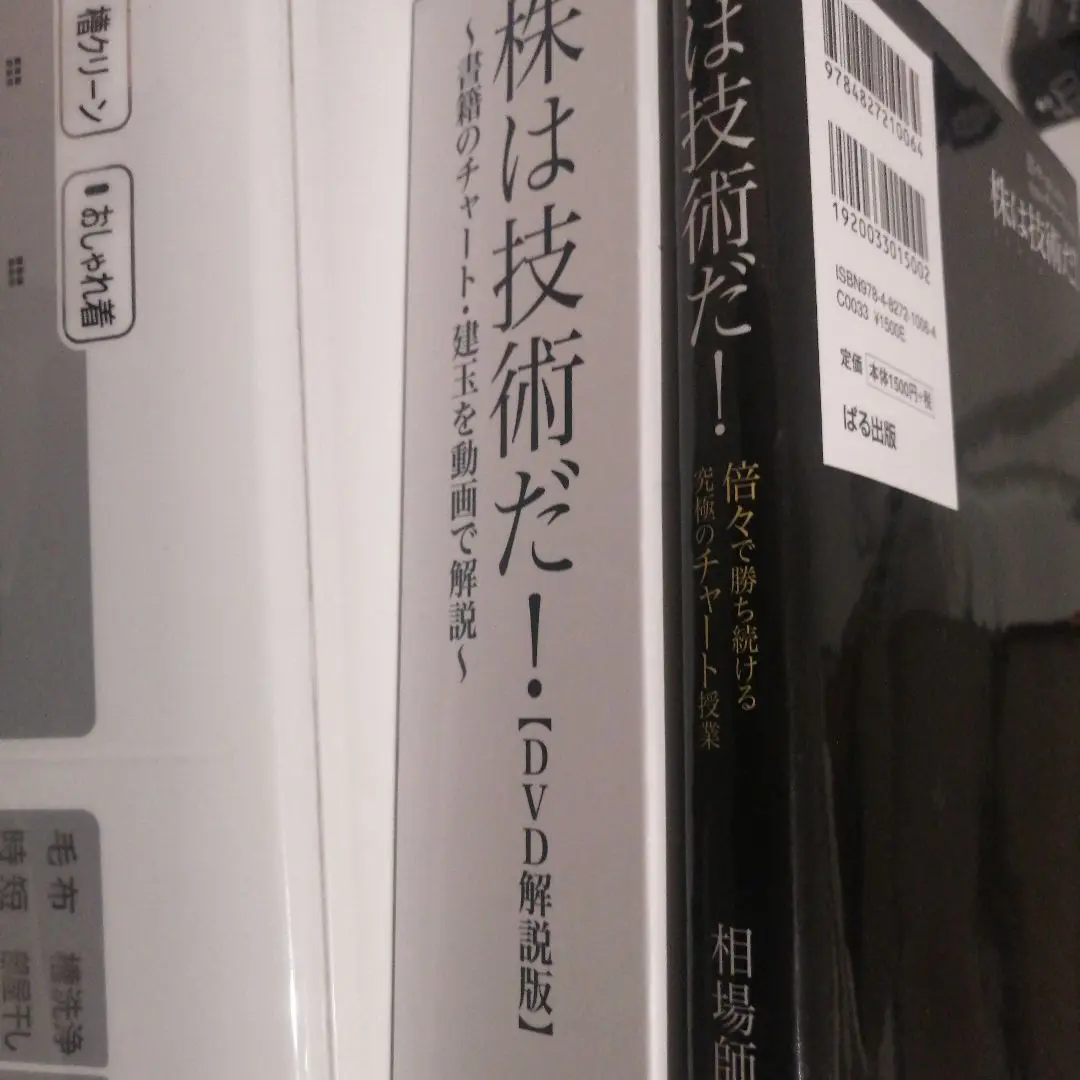 槽クリーン
おしゃれ着
毛布
時短
槽洗浄
部屋干し
株は技術だ!【DVD解説版】
～書籍のチャート・建玉を動画で解説～
は技術だ!
倍々で勝ち続ける
究極のチャート授業
相場師
9784827210064
1920033015002
ISBN978-4-8272-1006-4
C0033 ¥1500E
定価 本体1500円+税
ぱる出版
株は技術だ!